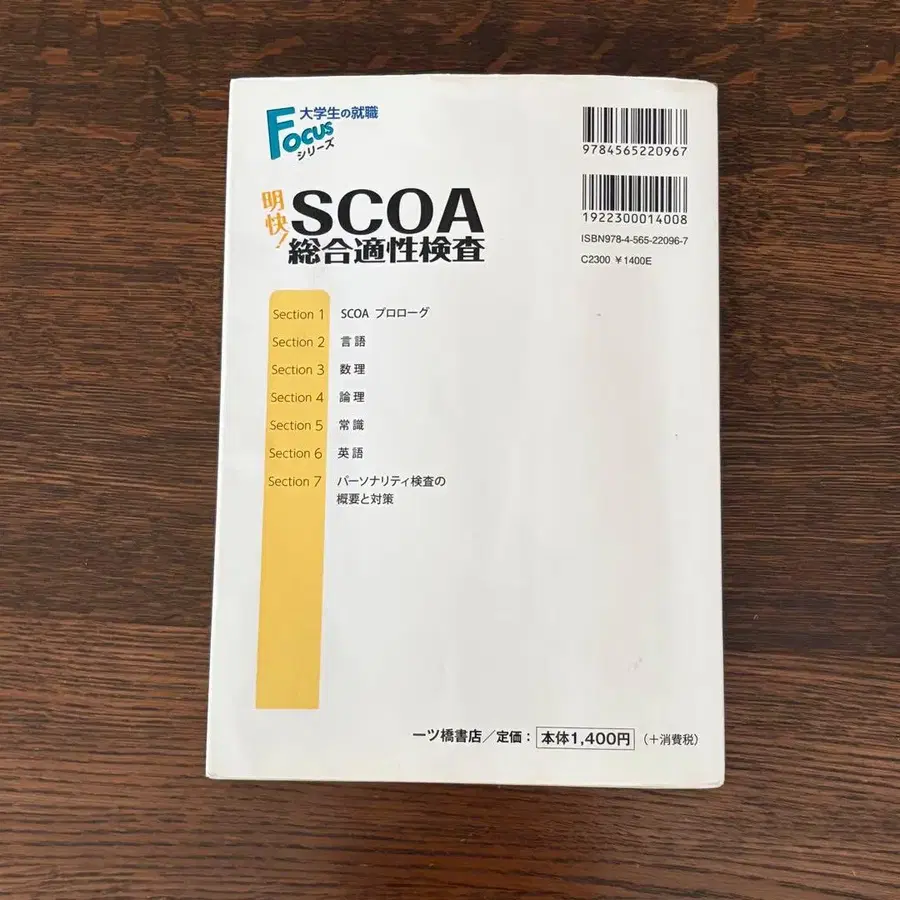 大学生の就職
Focus
シリーズ
明快!
SCOA
総合適性検査
9784565220967
1922300014008
ISBN978-4-565-22096-7
C2300 ¥1400E
Section 1 SCOA プロローグ
Section 2 言語
Section 3 数理
Section 4 論理
Section 5 常識
Section 6 英語
Section 7 パーソナリティ検査の
概要と対策
一ツ橋書店/定価: 本体1,400円 (+消費税)